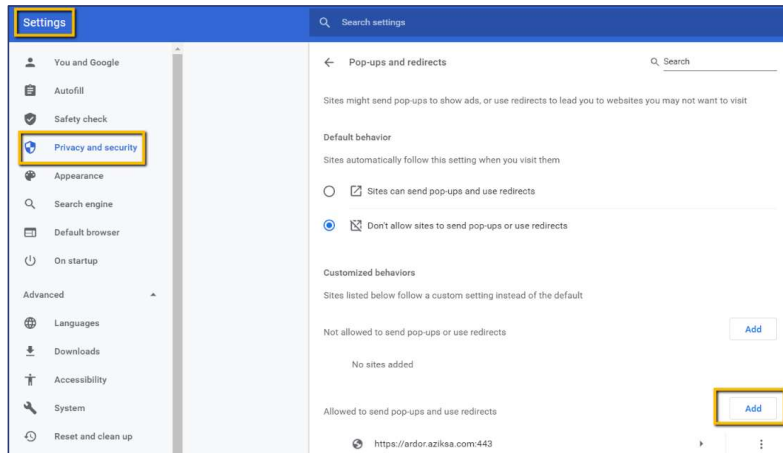 Settings
Search settings
You and Google
Autofill
Safety check
Privacy and security
Appearance
Search engine
Default browser
On startup
Advanced
Languages
Downloads
Accessibility
System
Reset and clean up
Pop-ups and redirects
Search
Sites might send pop-ups to show ads, or use redirects to lead you to websites you may not want to visit
Default behavior
Sites automatically follow this setting when you visit them
Sites can send pop-ups and use redirects
Don't allow sites to send pop-ups or use redirects
Customized behaviors
Sites listed below follow a custom setting instead of the default
Not allowed to send pop-ups or use redirects
Add
No sites added
Allowed to send pop-ups and use redirects
Add
https://ardor.aziksa.com:443